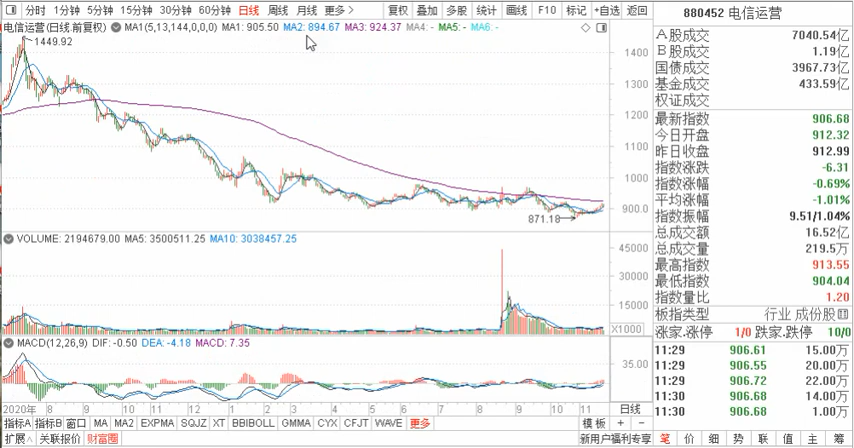 分时 1分钟 5分钟 15分钟 30分钟 60分钟 日线 周线 月线 更多 复权 叠加 多股 统计 画线 F10 标记 +自选 返回
880452 电信运营
电信运营(日线 前复权) MA1(5,13,144,0,0,0) MA1: 905.50 MA2: 894.67 MA3: 924.37 MA4: - MA5: - MA6: -
1449.92
1400
1300
1200
1100
1000
900.0
871.18
VOLUME: 2194679.00 MA5: 3500511.25 MA10: 3038457.25
45000
30000
15000
X1000
MACD(12,26,9) DIF: -0.50 DEA: -4.18 MACD: 7.35
35.00
2020年 8 9 10 11 12 1 2 3 4 5 6 7 8 9 10 11 日线
指标A 指标B 窗口 MA MA2 EXPMA SQJZ XT BBIBOLL GMMA CYX CFJT WAVE 更多 模板 + -
扩展∧ 关联报价 财富圈 新用户福利专享
A股成交 7040.54亿
B股成交 1.19亿
国债成交 3967.73亿
基金成交 433.59亿
权证成交
最新指数 906.68
今日开盘 912.32
昨日收盘 912.99
指数涨跌 -6.31
指数涨幅 -0.69%
平均涨幅 -1.01%
指数振幅 9.51/1.04%
总成交额 16.52亿
总成交量 219.5万
最高指数 913.55
最低指数 904.04
指数量比 1.20
板指类型 行业 成份股
涨家.涨停 1/0 跌家.跌停 10/0
11:29 906.61 15.00万
11:29 906.55 20.00万
11:29 906.72 22.00万
11:30 906.68 14.00万
11:30 906.68 1.00万
笔 价 细 势 联 值 主 筹